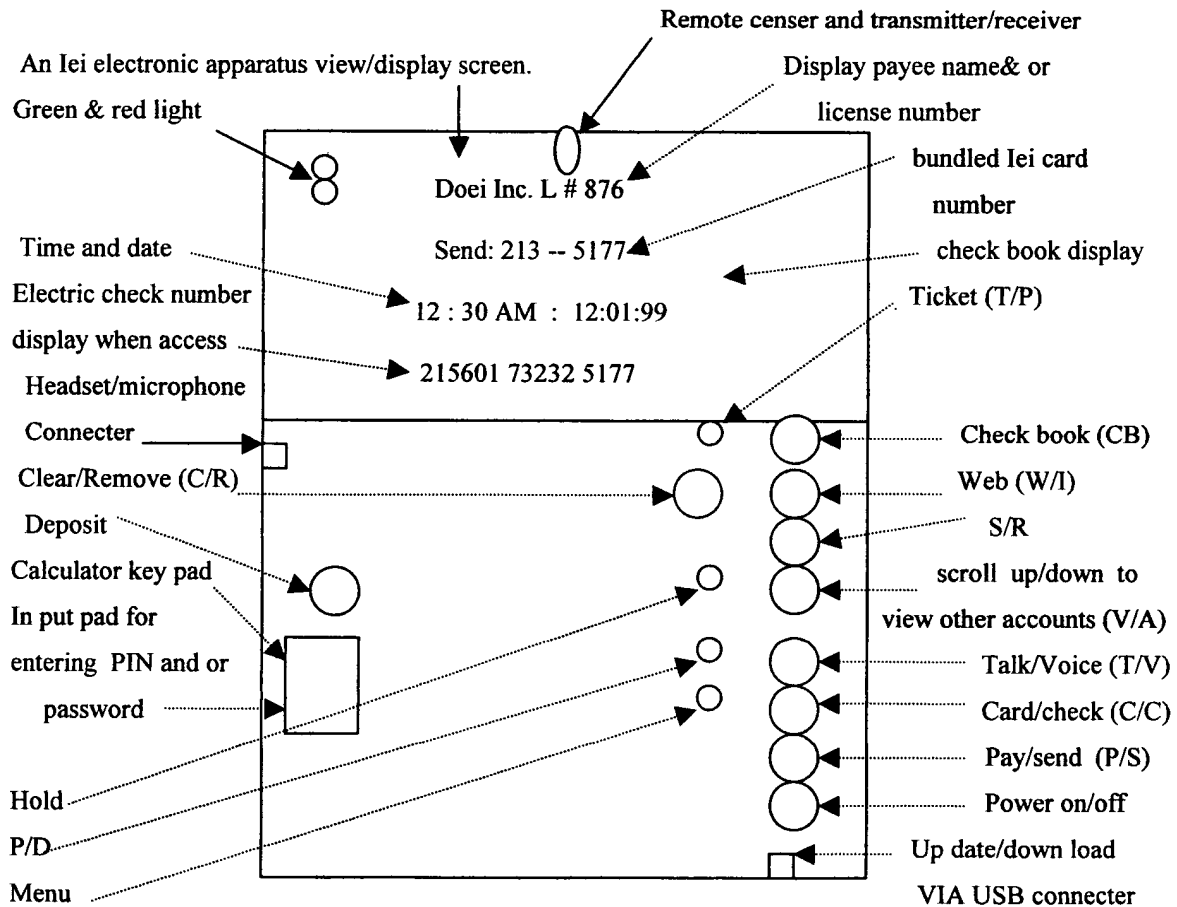 Remote censer and transmitter/receiver
An Iei electronic apparatus view/display screen.
Display payee name& or
license number
Green & red light
bundled Iei card
number
Doei Inc. L # 876
Send: 213 -- 5177
check book display
Time and date
Ticket (T/P)
Electric check number
display when access
12 : 30 AM : 12:01:99
215601 73232 5177
Headset/microphone
Connecter
Check book (CB)
Clear/Remove (C/R)
Web (W/I)
Deposit
S/R
Calculator key pad
scroll up/down to
view other accounts (V/A)
In put pad for
entering PIN and or
password
Talk/Voice (T/V)
Card/check (C/C)
Pay/send (P/S)
Hold
Power on/off
P/D
Up date/down load
VIA USB connecter
Menu